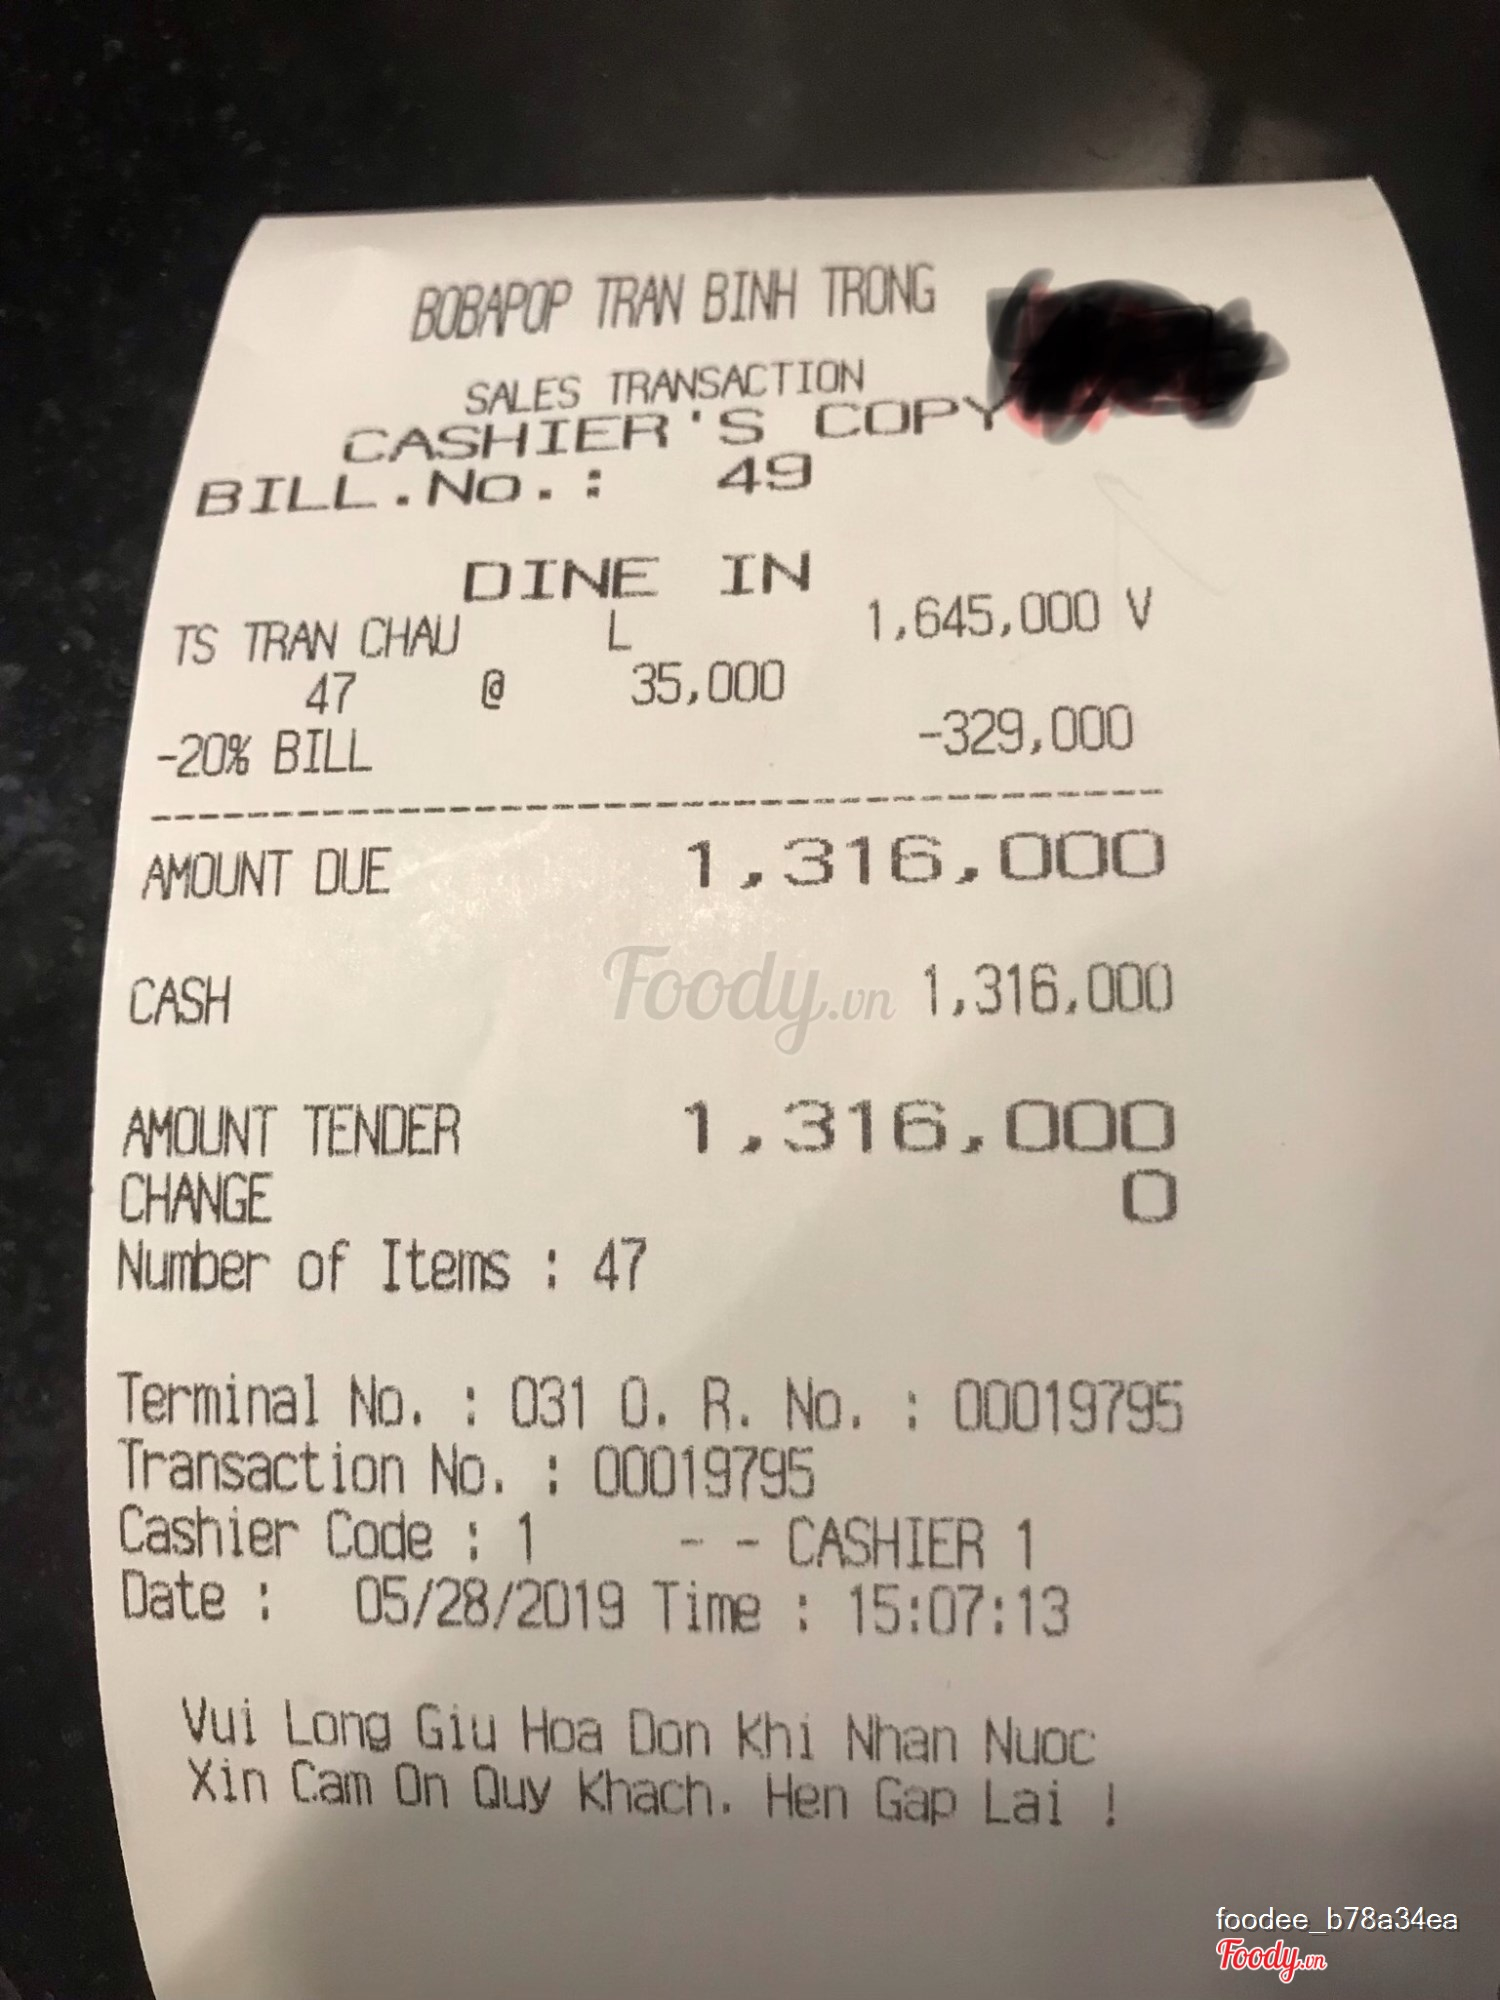 BOBAPOP TRAN BINH TRONG
SALES TRANSACTION
CASHIER'S COPY
BILL.No.: 49
DINE IN
TS TRAN CHAU L 1,645,000 V
47 @ 35,000
-20% BILL -329,000
AMOUNT DUE 1,316,000
Foody.vn
CASH 1,316,000
AMOUNT TENDER 1,316,000
CHANGE 0
Number of Items : 47
Terminal No. : 031 O. R. No. : 00019795
Transaction No. : 00019795
Cashier Code : 1 - - CASHIER 1
Date : 05/28/2019 Time : 15:07:13
Vui Long Giu Hoa Don Khi Nhan Nuoc
Xin Cam On Quy Khach. Hen Gap Lai !
foodee_b78a34ea
Foody.vn